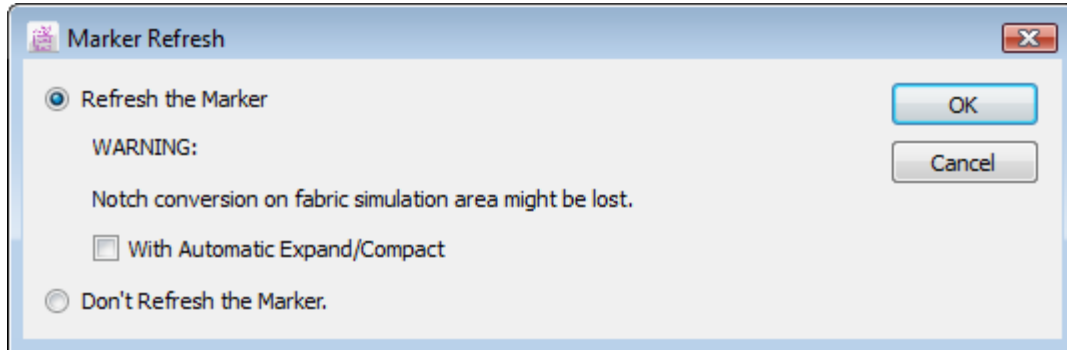 Marker Refresh
Refresh the Marker
OK
WARNING:
Cancel
Notch conversion on fabric simulation area might be lost.
With Automatic Expand/Compact
Don't Refresh the Marker.